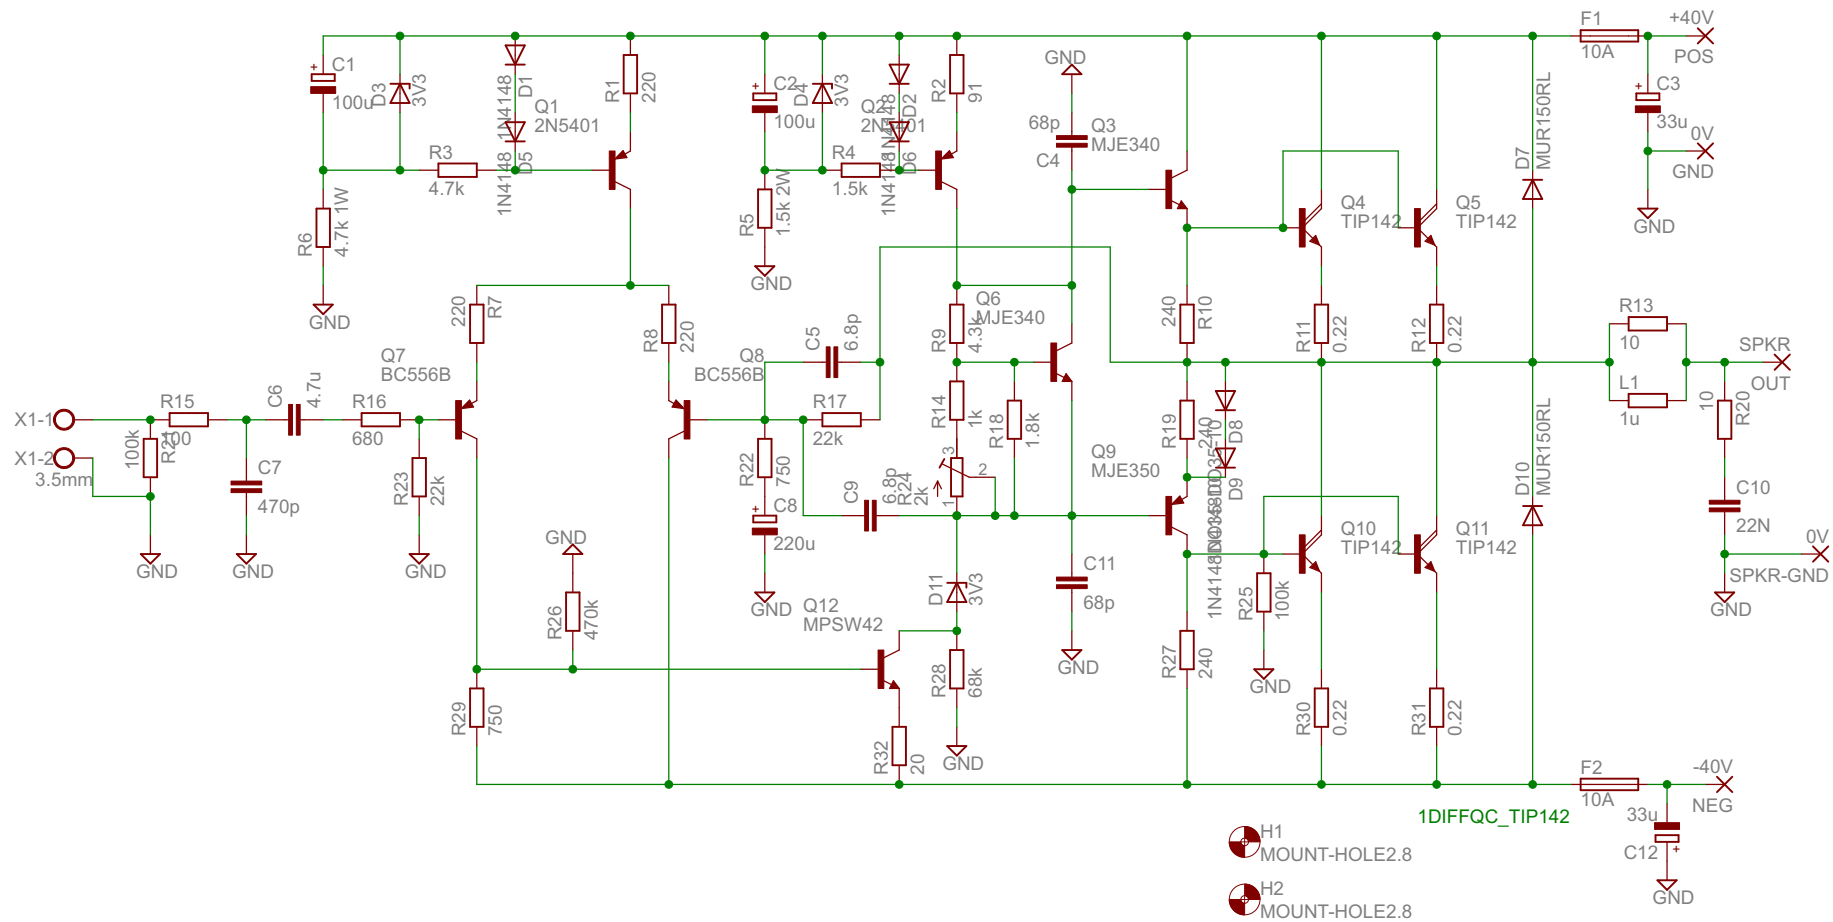 F1
10A
+40V
POS
C3
33u
0V
GND
GND
C1
100u
D3
3V3
D1
1N4148
Q1
2N5401
R1
220
D5
1N4148
R3
4.7k
R6
4.7k 1W
GND
C2
100u
D4
3V3
D2
1N4148
Q2
2N5401
R2
91
D6
1N4148
R4
1.5k
R5
1.5k 2W
GND
GND
68p
C4
Q3
MJE340
Q4
TIP142
Q5
TIP142
D7
MUR150RL
R7
220
R8
220
C5
6.8p
Q6
MJE340
R9
4.3k
R10
240
R11
0.22
R12
0.22
R13
10
L1
1u
SPKR
OUT
Q7
BC556B
Q8
BC556B
X1-1
X1-2
3.5mm
R15
100
R21
100k
C6
4.7u
C7
470p
GND
GND
R16
680
R23
22k
GND
R17
22k
R22
750
C8
220u
GND
C9
6.8p
R14
1k
R18
1.8k
R24
2k
3
2
1
Q9
MJE350
R19
240
D8
D9
Q10
TIP142
Q11
TIP142
D10
MUR150RL
R20
10
C10
22N
0V
SPKR-GND
GND
GND
R26
470k
Q12
MPSW42
D11
3V3
C11
68p
GND
R28
68k
GND
R29
750
R32
20
R27
240
R25
100k
GND
R30
0.22
R31
0.22
F2
10A
-40V
NEG
33u
C12
GND
1DIFFQC_TIP142
H1
MOUNT-HOLE2.8
H2
MOUNT-HOLE2.8